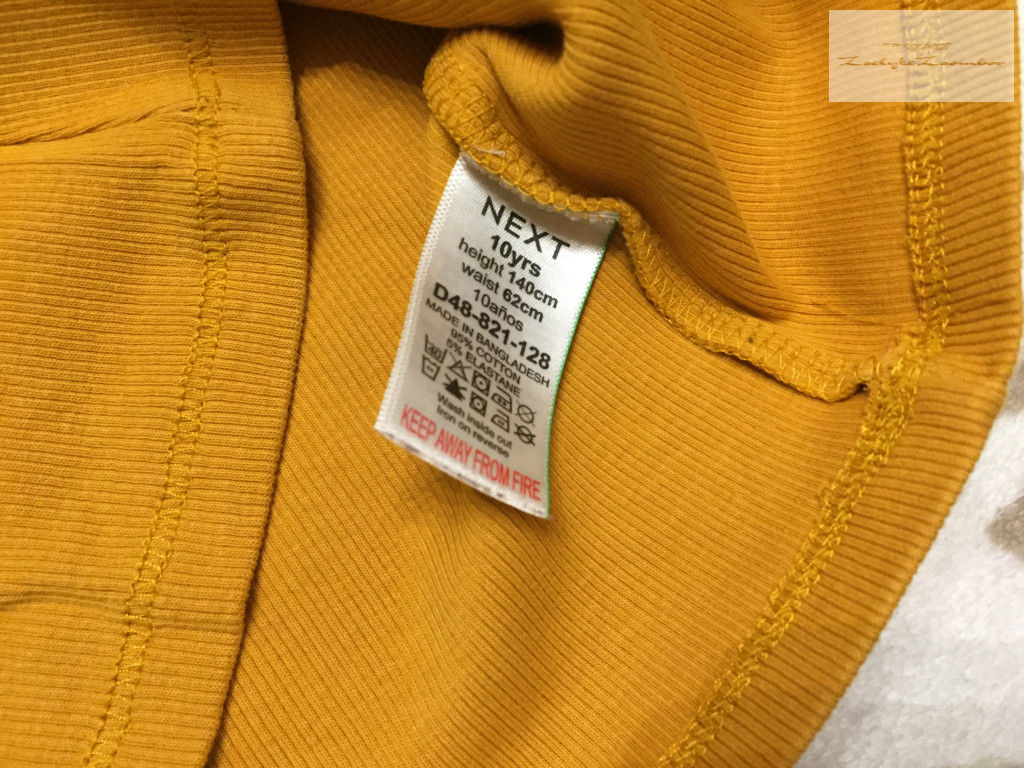 NEXT
10yrs
height 140cm
waist 62cm
10años
D48-821-128
MADE IN BANGLADESH
95% COTTON
5% ELASTANE
40
Wash inside out
Iron on reverse
KEEP AWAY FROM FIRE